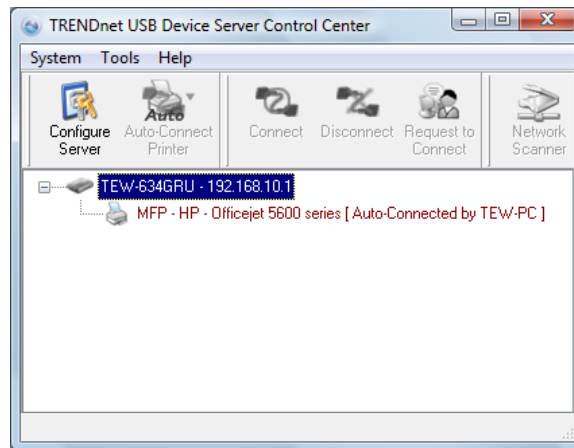 TRENDnet USB Device Server Control Center
System Tools Help
Auto
Configure Server
Auto-Connect Printer
Connect
Disconnect
Request to Connect
Network Scanner
TEW-634GRU - 192.168.10.1
MFP - HP - Officejet 5600 series [ Auto-Connected by TEW-PC ]